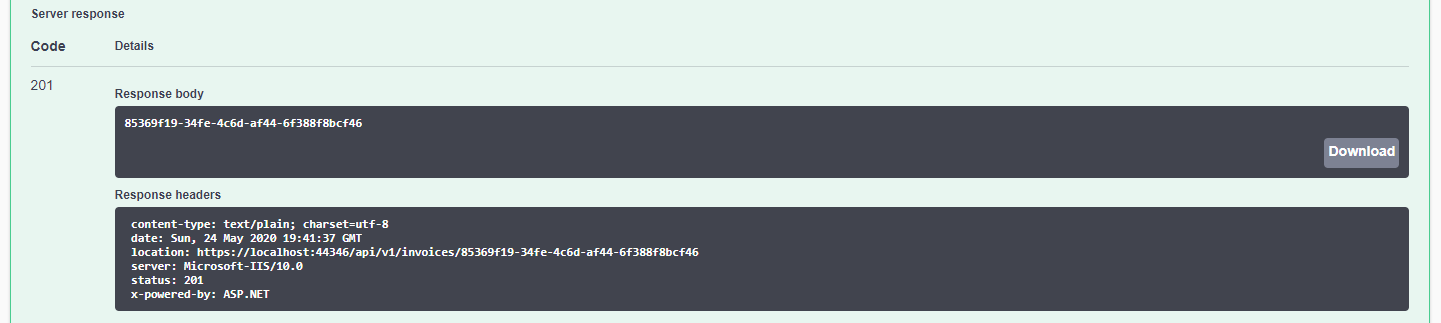 Server response
Code Details
201
Response body
85369f19-34fe-4c6d-af44-6f388f8bcf46
Download
Response headers
content-type: text/plain; charset=utf-8
date: Sun, 24 May 2020 19:41:37 GMT
location: https://localhost:44346/api/v1/invoices/85369f19-34fe-4c6d-af44-6f388f8bcf46
server: Microsoft-IIS/10.0
status: 201
x-powered-by: ASP.NET